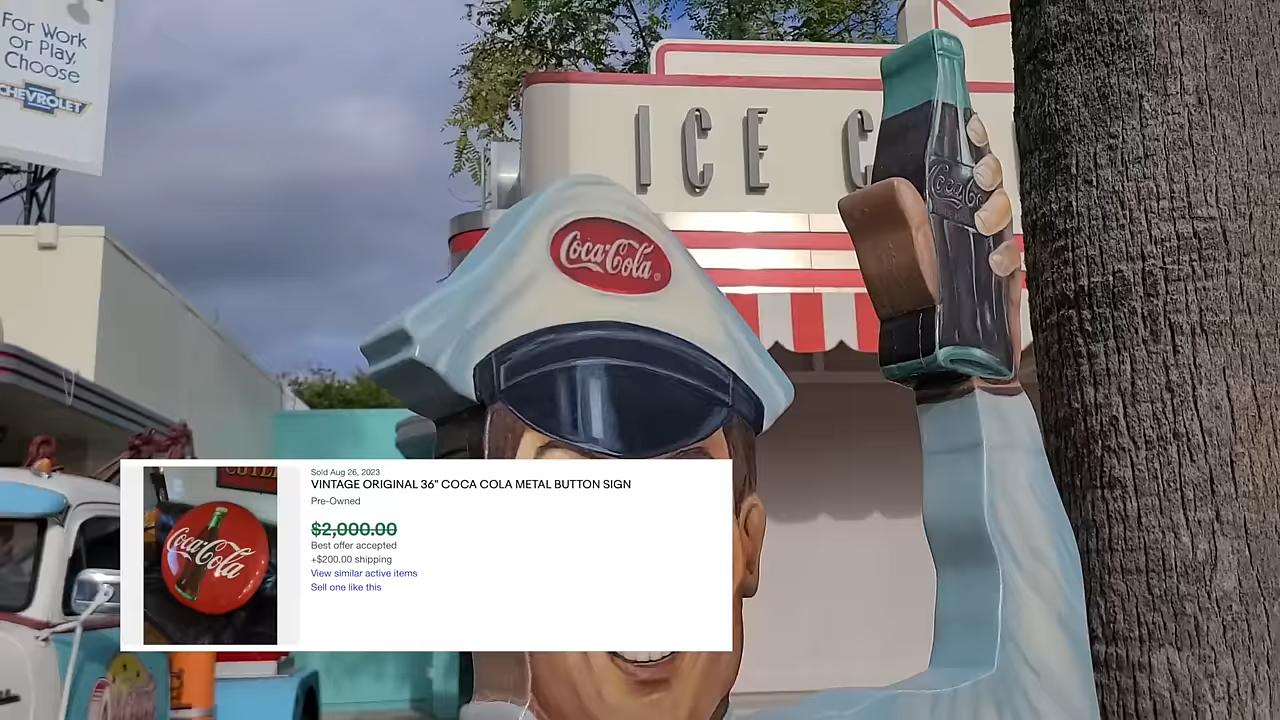 For Work
or Play,
Choose
CHEVROLET
ICE C
Coca-Cola
Coca-Cola
Sold Aug 26, 2023
VINTAGE ORIGINAL 36" COCA COLA METAL BUTTON SIGN
Pre-Owned
$2,000.00
Best offer accepted
+$200.00 shipping
View similar active items
Sell one like this
Coca-Cola